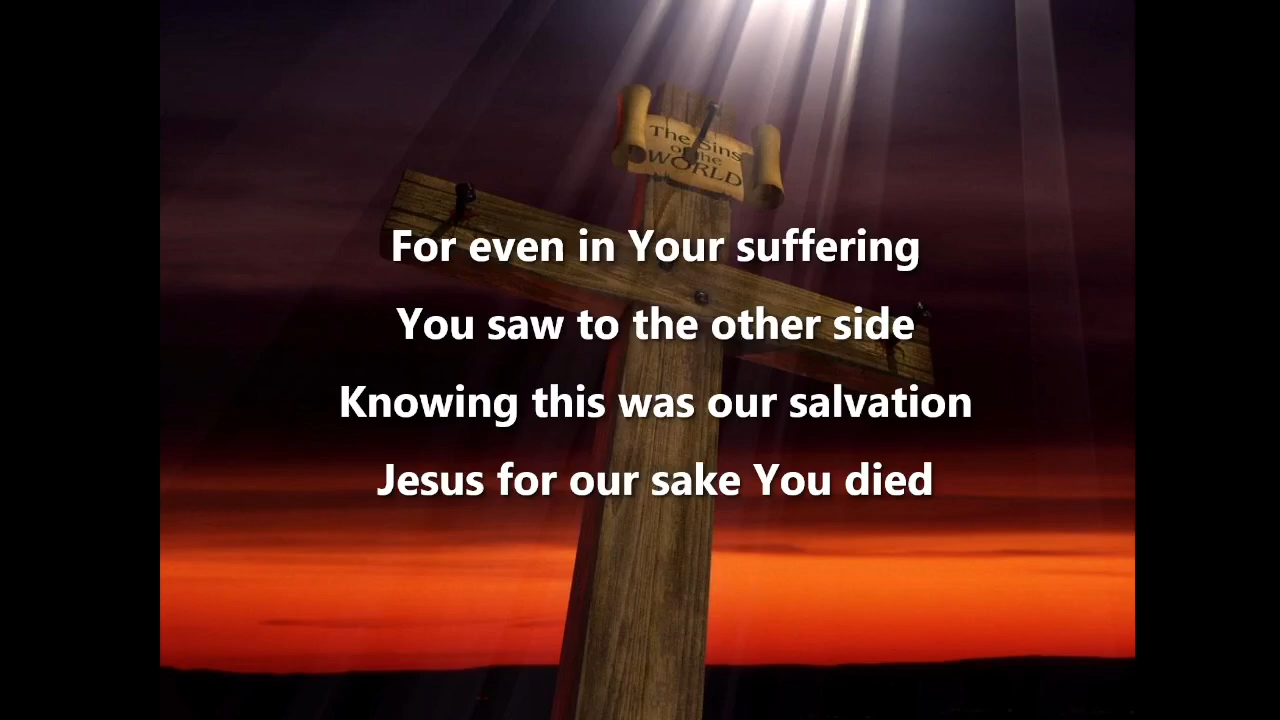 The Sins
of the
WORLD
For even in Your suffering
You saw to the other side
Knowing this was our salvation
Jesus for our sake You died